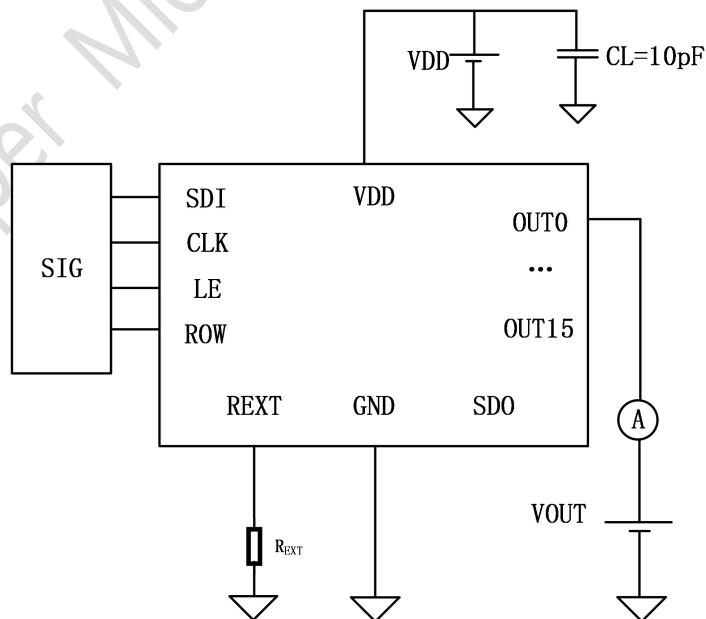 VDD
CL=10pF
SDI
VDD
CLK
OUT0
SIG
...
LE
ROW
OUT15
REXT
GND
SDO
A
VOUT
REXT